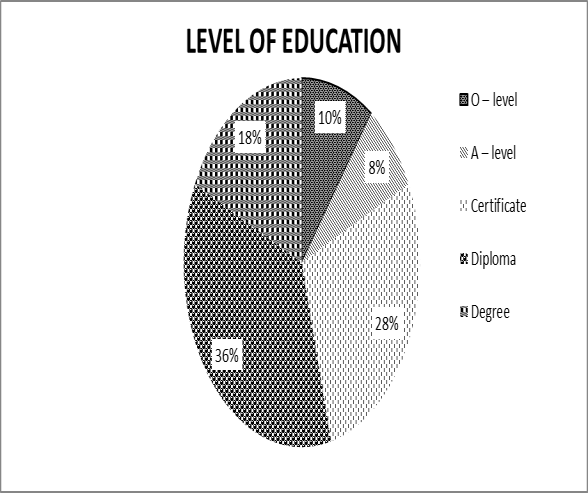 LEVEL OF EDUCATION
10%
8%
28%
36%
18%
O – level
A – level
Certificate
Diploma
Degree